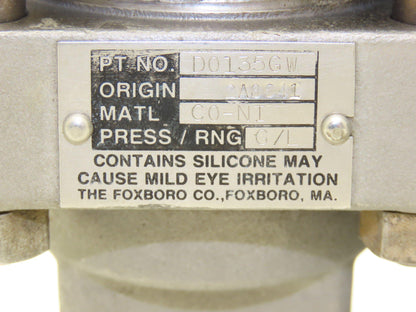 PT NO. D0135GW
ORIGIN
MATL CO-NI
PRESS / RNG G/L
CONTAINS SILICONE MAY
CAUSE MILD EYE IRRITATION
THE FOXBORO CO., FOXBORO, MA.